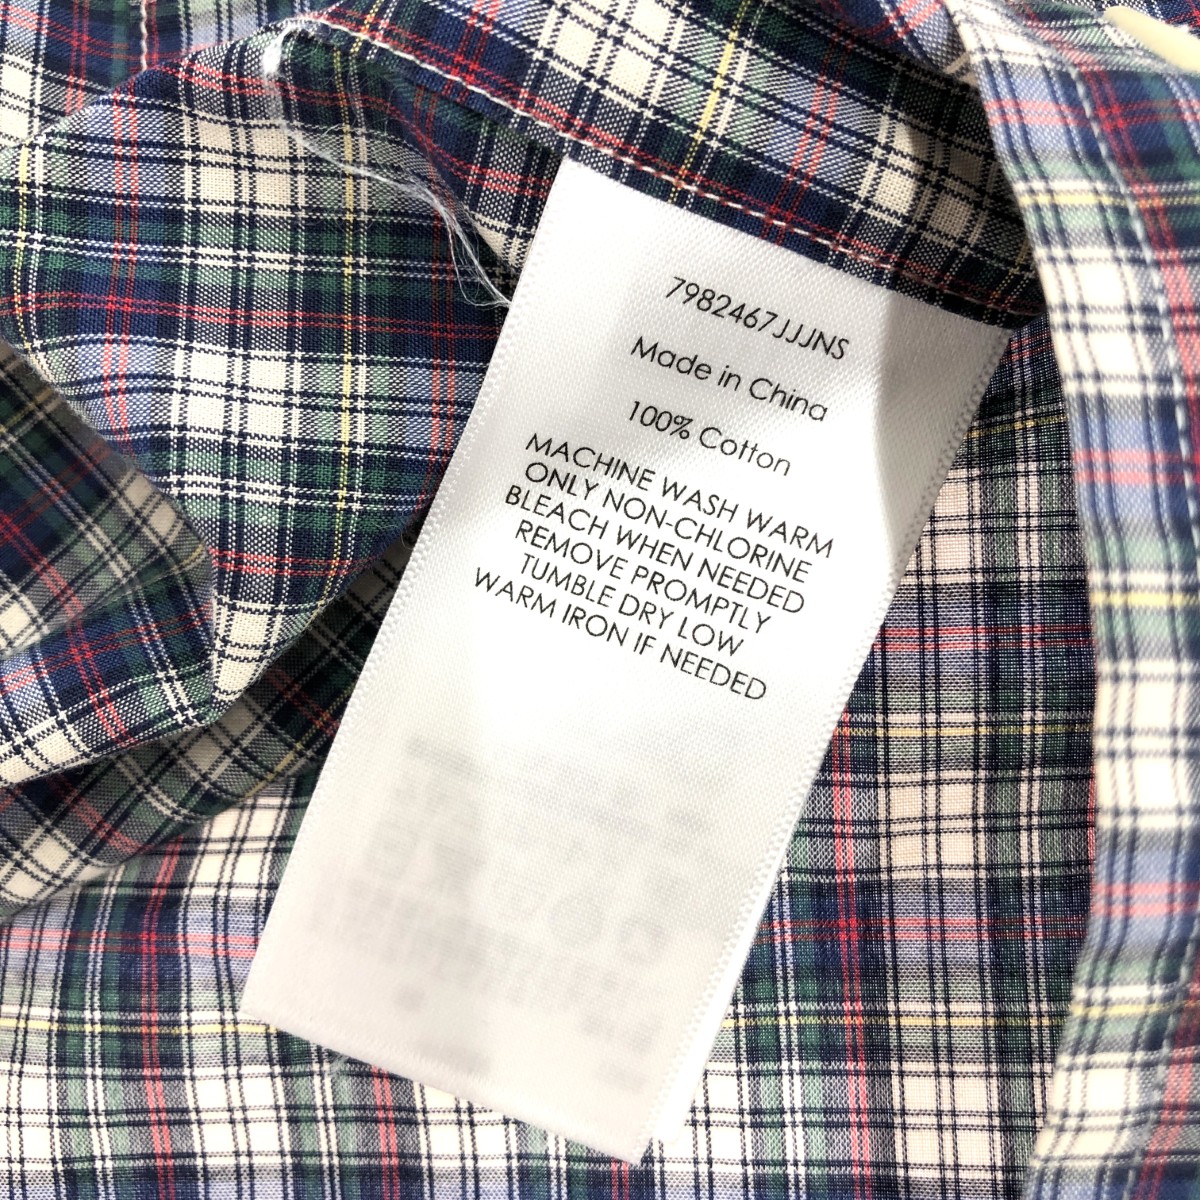 7982467JJJNS
Made in China
100% Cotton
MACHINE WASH WARM
ONLY NON-CHLORINE
BLEACH WHEN NEEDED
REMOVE PROMPTLY
TUMBLE DRY LOW
WARM IRON IF NEEDED